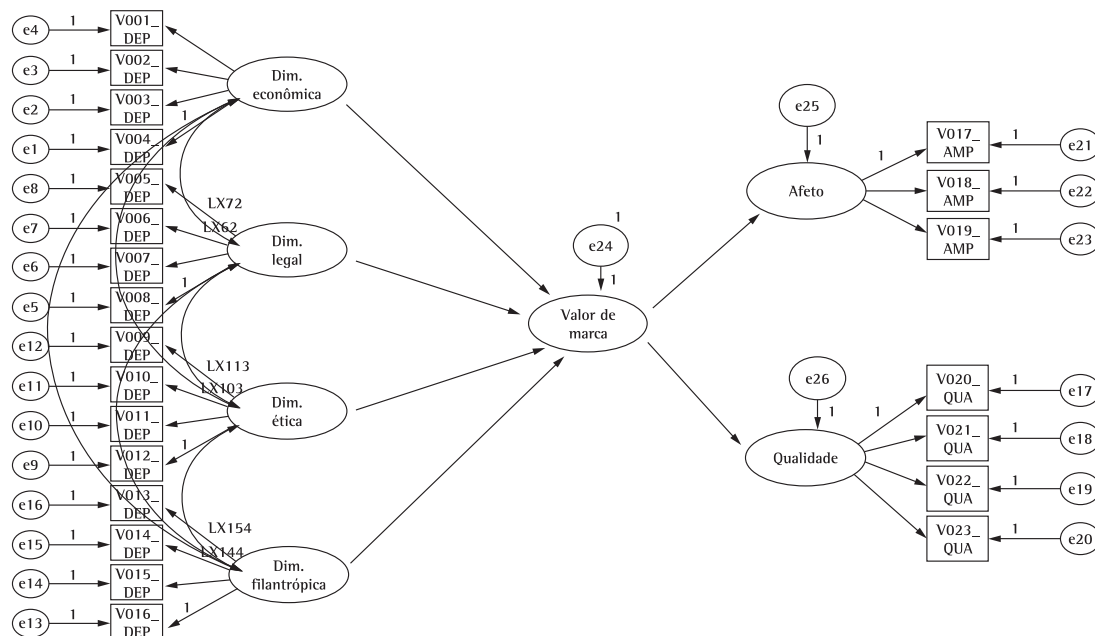 e4 1 V001_
DEP
e3 1 V002_
DEP
e2 1 V003_
DEP
e1 1 V004_
DEP
1
e8 1 V005_
DEP
e7 1 V006_
DEP
e6 1 V007_
DEP
e5 1 V008_
DEP
1
e12 1 V009_
DEP
e11 1 V010_
DEP
e10 1 V011_
DEP
e9 1 V012_
DEP
1
e16 1 V013_
DEP
e15 1 V014_
DEP
e14 1 V015_
DEP
e13 1 V016_
DEP
1
Dim.
econômica
LX72
LX62
Dim.
legal
LX113
LX103
Dim.
ética
LX154
LX144
Dim.
filantrópica
1
e24
1
Valor de
marca
e25
1
Afeto
1
V017_
AMP
1 e21
V018_
AMP
1 e22
V019_
AMP
1 e23
e26
1
Qualidade
1
V020_
QUA
1 e17
V021_
QUA
1 e18
V022_
QUA
1 e19
V023_
QUA
1 e20